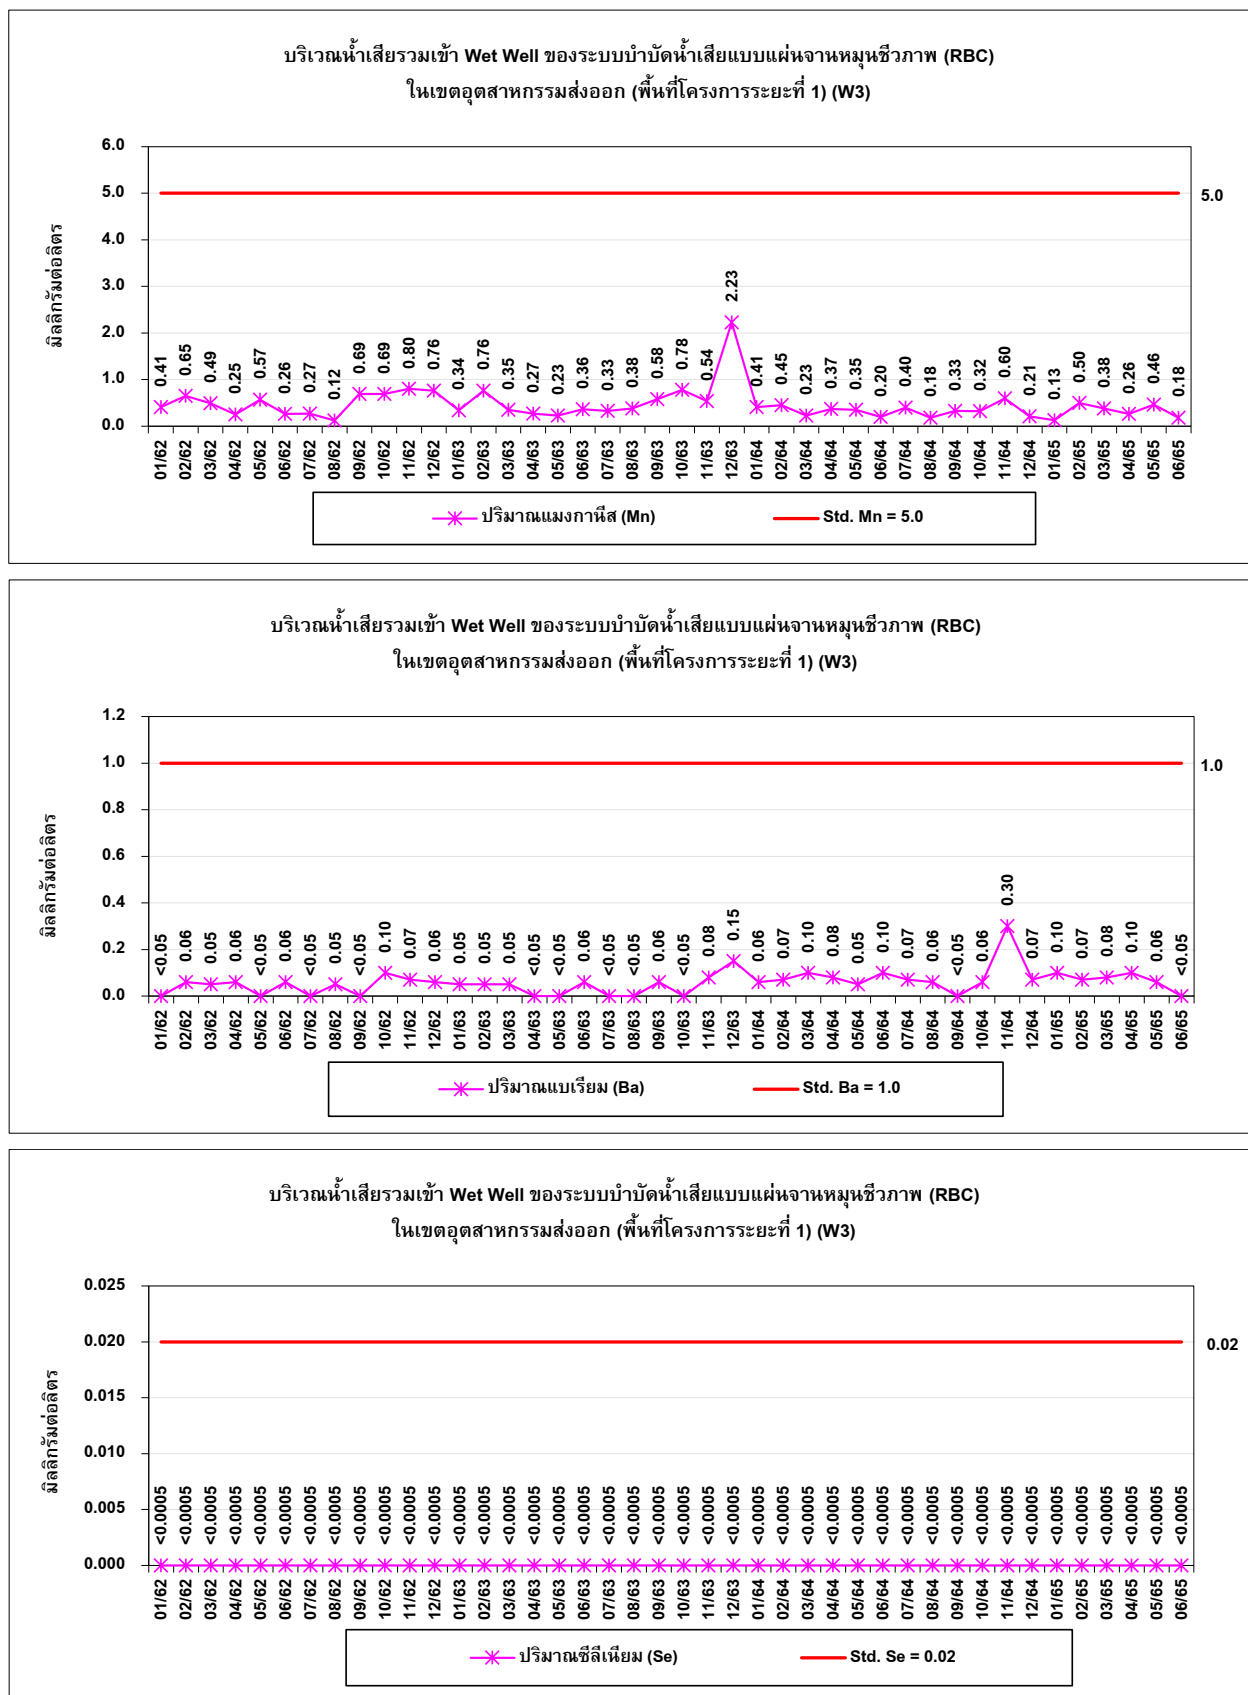 บริเวณน้ำเสียรวมเข้า Wet Well ของระบบบำบัดน้ำเสียแบบแผ่นจานหมุนชีวภาพ (RBC)
ในเขตอุตสาหกรรมส่งออก (พื้นที่โครงการระยะที่ 1) (W3)
มิลลิกรัมต่อลิตร
6.0
5.0
4.0
3.0
2.0
1.0
0.0
5.0
0.41 0.65 0.49 0.25 0.57 0.26 0.27 0.12 0.69 0.69 0.80 0.76 0.34 0.76 0.35 0.27 0.23 0.36 0.33 0.38 0.58 0.78 0.54 2.23 0.41 0.45 0.23 0.37 0.35 0.20 0.40 0.18 0.33 0.32 0.60 0.21 0.13 0.50 0.38 0.26 0.46 0.18
01/62 02/62 03/62 04/62 05/62 06/62 07/62 08/62 09/62 10/62 11/62 12/62 01/63 02/63 03/63 04/63 05/63 06/63 07/63 08/63 09/63 10/63 11/63 12/63 01/64 02/64 03/64 04/64 05/64 06/64 07/64 08/64 09/64 10/64 11/64 12/64 01/65 02/65 03/65 04/65 05/65 06/65
ปริมาณแมงกานีส (Mn) Std. Mn = 5.0
บริเวณน้ำเสียรวมเข้า Wet Well ของระบบบำบัดน้ำเสียแบบแผ่นจานหมุนชีวภาพ (RBC)
ในเขตอุตสาหกรรมส่งออก (พื้นที่โครงการระยะที่ 1) (W3)
มิลลิกรัมต่อลิตร
1.2
1.0
0.8
0.6
0.4
0.2
0.0
1.0
<0.05 0.06 0.05 0.06 <0.05 0.06 <0.05 0.05 <0.05 0.10 0.07 0.06 0.05 0.05 0.05 <0.05 <0.05 0.06 <0.05 <0.05 0.06 <0.05 0.08 0.15 0.06 0.07 0.10 0.08 0.05 0.10 0.07 0.06 <0.05 0.06 0.30 0.07 0.10 0.07 0.08 0.10 0.06 <0.05
01/62 02/62 03/62 04/62 05/62 06/62 07/62 08/62 09/62 10/62 11/62 12/62 01/63 02/63 03/63 04/63 05/63 06/63 07/63 08/63 09/63 10/63 11/63 12/63 01/64 02/64 03/64 04/64 05/64 06/64 07/64 08/64 09/64 10/64 11/64 12/64 01/65 02/65 03/65 04/65 05/65 06/65
ปริมาณแบเรียม (Ba) Std. Ba = 1.0
บริเวณน้ำเสียรวมเข้า Wet Well ของระบบบำบัดน้ำเสียแบบแผ่นจานหมุนชีวภาพ (RBC)
ในเขตอุตสาหกรรมส่งออก (พื้นที่โครงการระยะที่ 1) (W3)
มิลลิกรัมต่อลิตร
0.025
0.020
0.015
0.010
0.005
0.000
0.02
<0.0005 <0.0005 <0.0005 <0.0005 <0.0005 <0.0005 <0.0005 <0.0005 <0.0005 <0.0005 <0.0005 <0.0005 <0.0005 <0.0005 <0.0005 <0.0005 <0.0005 <0.0005 <0.0005 <0.0005 <0.0005 <0.0005 <0.0005 <0.0005 <0.0005 <0.0005 <0.0005 <0.0005 <0.0005 <0.0005 <0.0005 <0.0005 <0.0005 <0.0005 <0.0005 <0.0005 <0.0005 <0.0005 <0.0005 <0.0005 <0.0005 <0.0005
01/62 02/62 03/62 04/62 05/62 06/62 07/62 08/62 09/62 10/62 11/62 12/62 01/63 02/63 03/63 04/63 05/63 06/63 07/63 08/63 09/63 10/63 11/63 12/63 01/64 02/64 03/64 04/64 05/64 06/64 07/64 08/64 09/64 10/64 11/64 12/64 01/65 02/65 03/65 04/65 05/65 06/65
ปริมาณซีลีเนียม (Se) Std. Se = 0.02